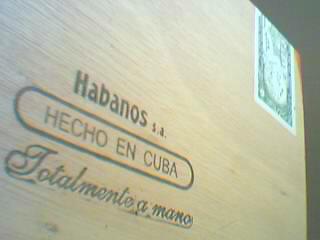 Habanos s.a.
HECHO EN CUBA
Totalmente a mano